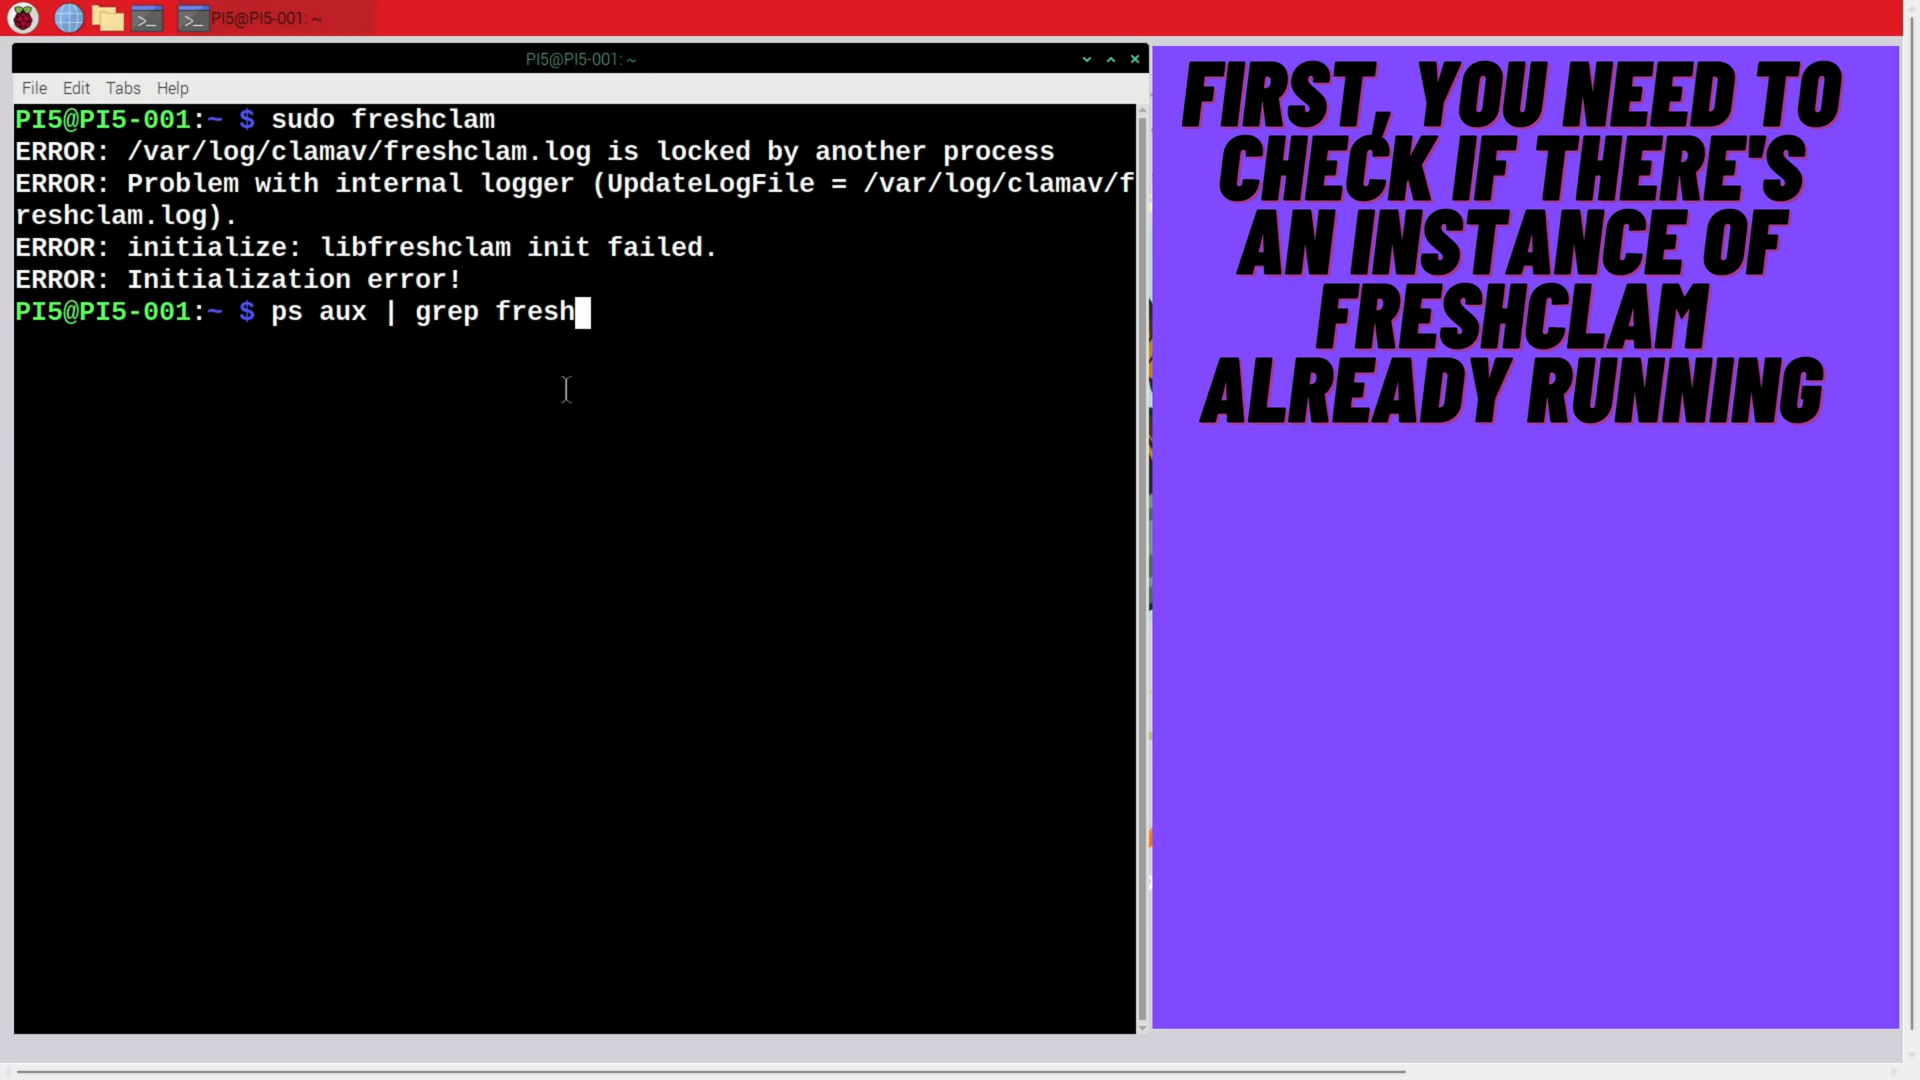 PI5@PI5-001: ~
PI5@PI5-001: ~
File Edit Tabs Help
PI5@PI5-001:~ $ sudo freshclam
ERROR: /var/log/clamav/freshclam.log is locked by another process
ERROR: Problem with internal logger (UpdateLogFile = /var/log/clamav/f
reshclam.log).
ERROR: initialize: libfreshclam init failed.
ERROR: Initialization error!
PI5@PI5-001:~ $ ps aux | grep fresh
FIRST, YOU NEED TO
CHECK IF THERE'S
AN INSTANCE OF
FRESHCLAM
ALREADY RUNNING